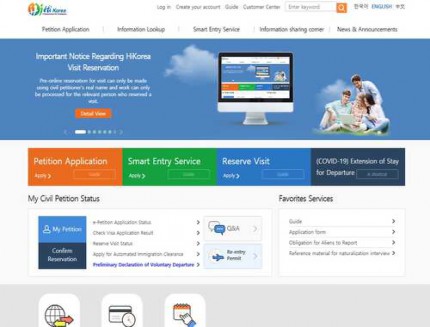 Hi Korea
Log in Create your account Guide Customer Center Enter keyword 한국어 ENGLISH 中文
Petition Application Information Lookup Smart Entry Service Information sharing corner News & Announcements
Important Notice Regarding HiKorea
Visit Reservation
Pre-online reservation for visit can only be made
using civil petitioner's real name and work can only
be processed for the relevant person who reserved a
visit.
Detail View
Petition Application
Apply > Guide
Smart Entry Service
Apply > Guide
Reserve Visit
Apply > Guide
(COVID-19) Extension of Stay
for Departure
My Civil Petition Status
My Petition
Confirm
Reservation
e-Petition Application Status
Check Visa Application Result
Reserve Visit Status
Apply for Automated Immigration Clearance
Preliminary Declaration of Voluntary Departure
Q&A
Re-entry
Permit
Favorites Services
Guide
Application form
Obligation for Aliens to Report
Reference material for naturalization interview